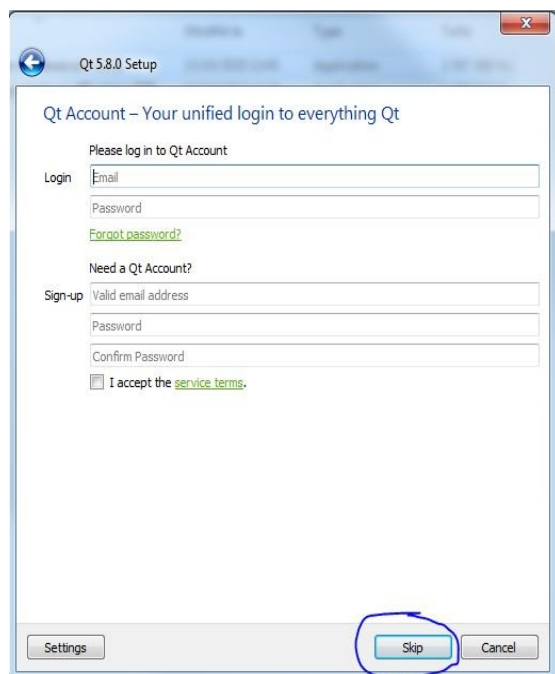 Qt 5.8.0 Setup
Qt Account – Your unified login to everything Qt
Please log in to Qt Account
Login Email
Password
Forgot password?
Need a Qt Account?
Sign-up Valid email address
Password
Confirm Password
I accept the service terms.
Settings Skip Cancel